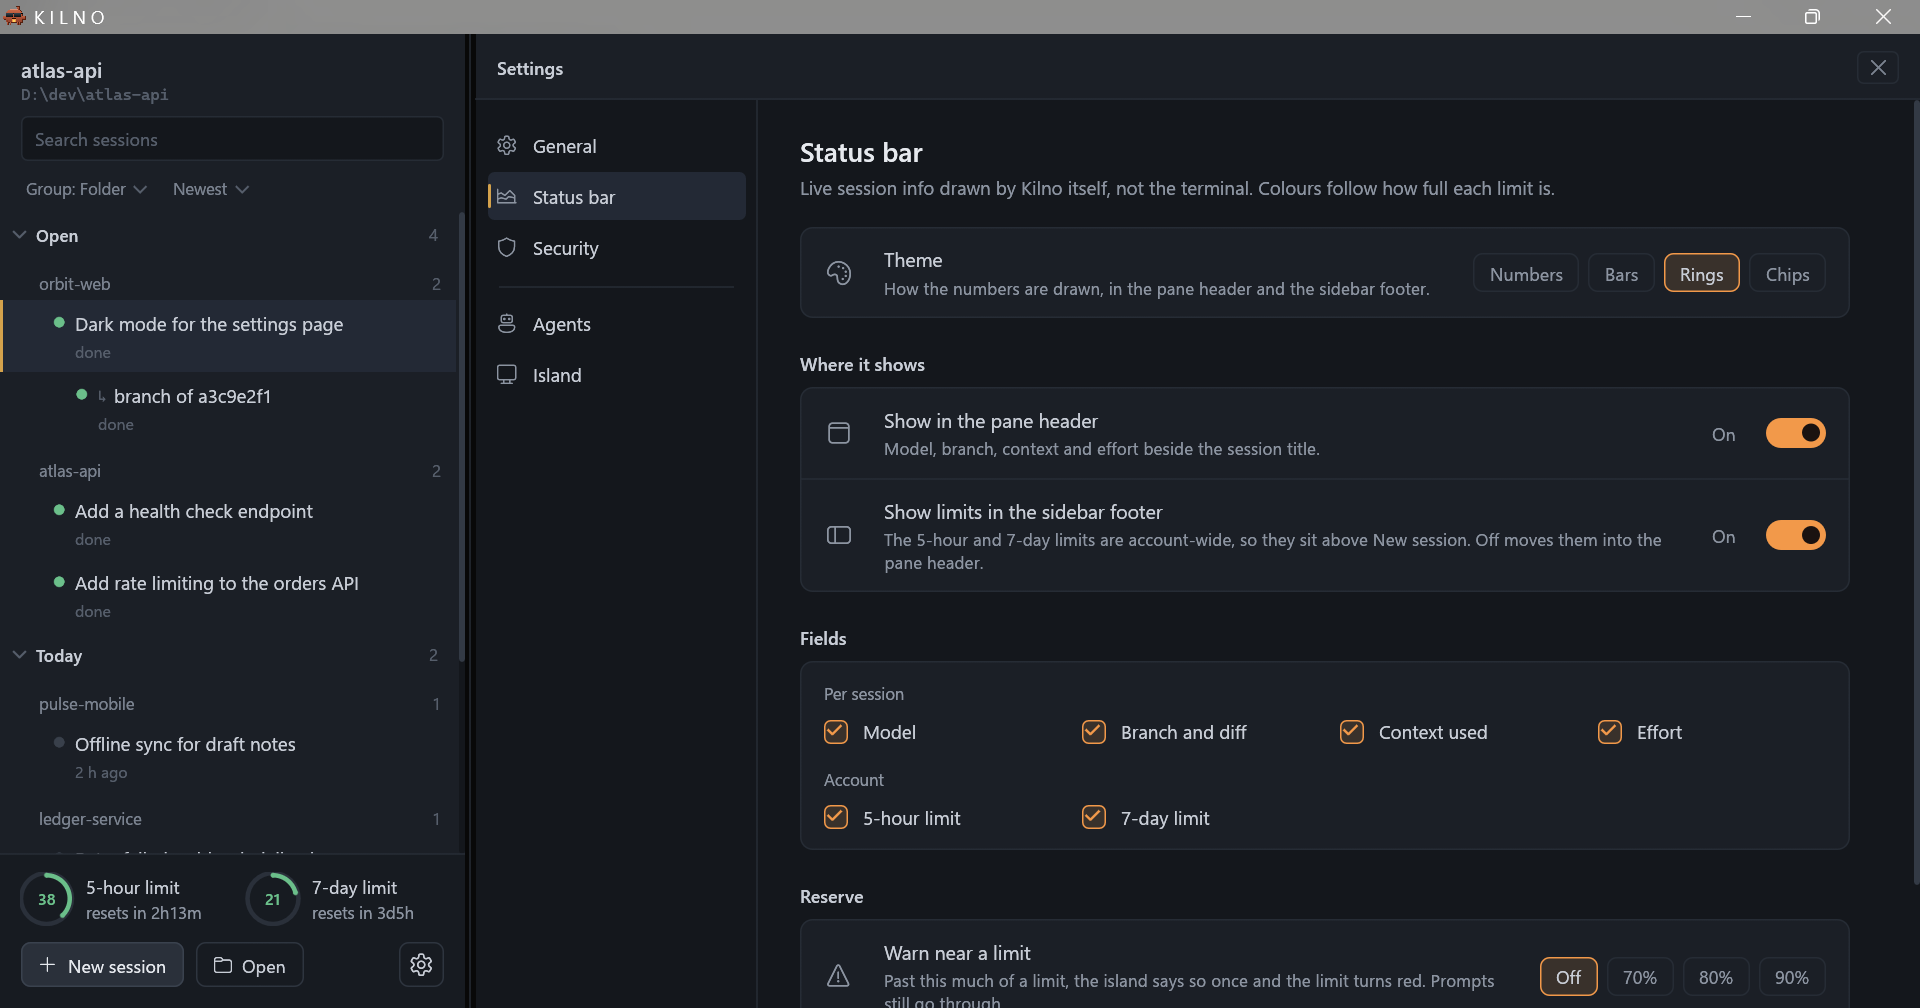 KILNO
atlas-api
D:\dev\atlas-api
Search sessions
Group: Folder
Newest
Open
4
orbit-web
2
Dark mode for the settings page
done
↳ branch of a3c9e2f1
done
atlas-api
2
Add a health check endpoint
done
Add rate limiting to the orders API
done
Today
2
pulse-mobile
1
Offline sync for draft notes
2 h ago
ledger-service
1
38
5-hour limit
resets in 2h13m
21
7-day limit
resets in 3d5h
New session
Open
Settings
General
Status bar
Security
Agents
Island
Status bar
Live session info drawn by Kilno itself, not the terminal. Colours follow how full each limit is.
Theme
How the numbers are drawn, in the pane header and the sidebar footer.
Numbers
Bars
Rings
Chips
Where it shows
Show in the pane header
Model, branch, context and effort beside the session title.
On
Show limits in the sidebar footer
The 5-hour and 7-day limits are account-wide, so they sit above New session. Off moves them into the
pane header.
On
Fields
Per session
Model
Branch and diff
Context used
Effort
Account
5-hour limit
7-day limit
Reserve
Warn near a limit
Past this much of a limit, the island says so once and the limit turns red. Prompts
still go through.
Off
70%
80%
90%